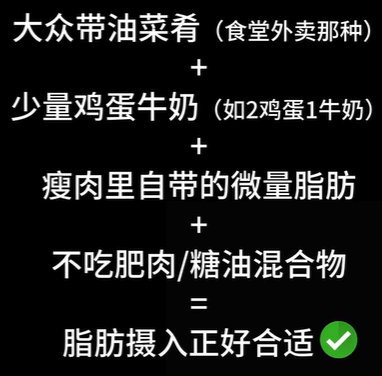 大众带油菜肴（食堂外卖那种）
+
少量鸡蛋牛奶（如2鸡蛋1牛奶）
+
瘦肉里自带的微量脂肪
+
不吃肥肉/糖油混合物
=
脂肪摄入正好合适